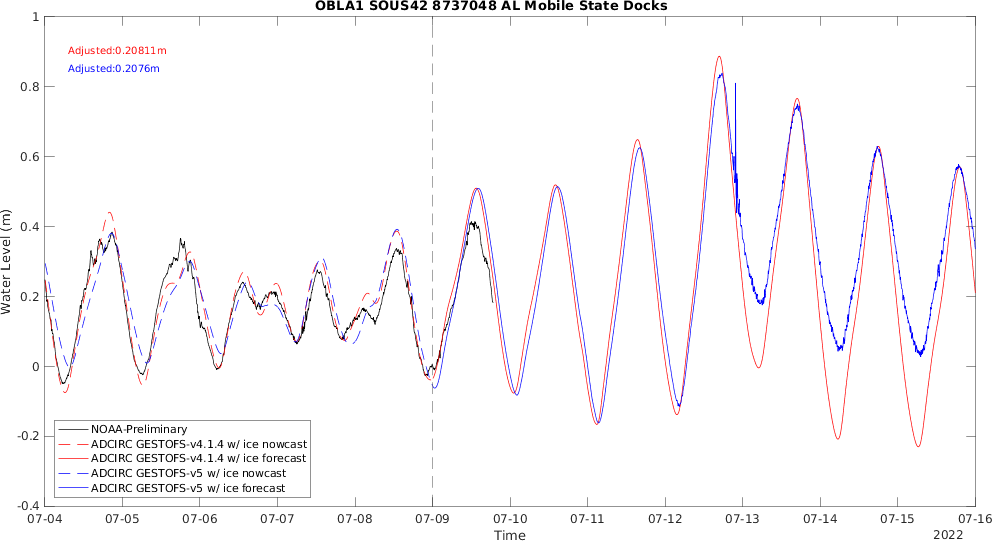 OBLA1 SOUS42 8737048 AL Mobile State Docks
Adjusted:0.20811m
Adjusted:0.2076m
Water Level (m)
1
0.8
0.6
0.4
0.2
0
-0.2
-0.4
NOAA-Preliminary
ADCIRC GESTOFS-v4.1.4 w/ ice nowcast
ADCIRC GESTOFS-v4.1.4 w/ ice forecast
ADCIRC GESTOFS-v5 w/ ice nowcast
ADCIRC GESTOFS-v5 w/ ice forecast
07-04 07-05 07-06 07-07 07-08 07-09 07-10 07-11 07-12 07-13 07-14 07-15 07-16
Time
2022